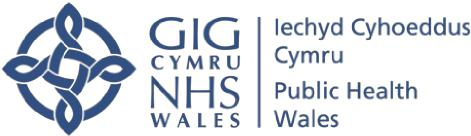 GIG
CYMRU
NHS
WALES
Iechyd Cyhoeddus
Cymru
Public Health
Wales